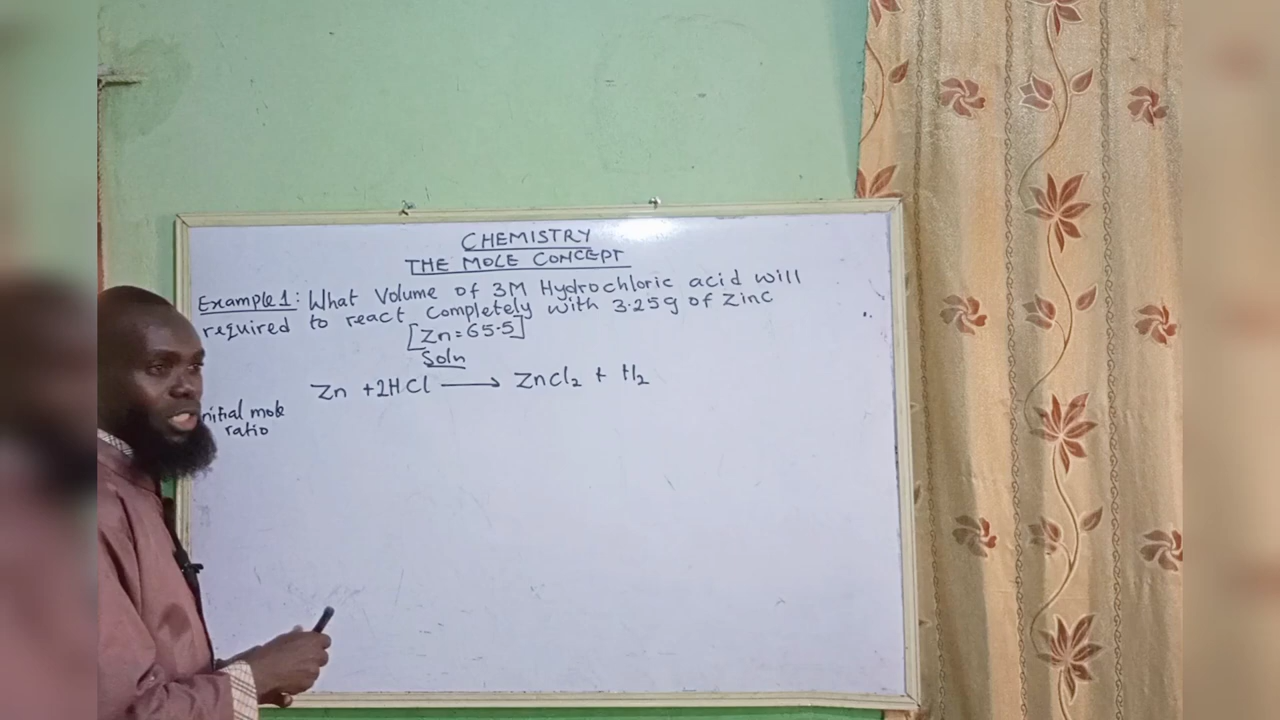 CHEMISTRY
THE MOLE CONCEPT
Example 1: What Volume of 3M Hydrochloric acid will
required to react completely with 3.25g of Zinc
[Zn=65.5]
Soln
Zn +2HCl ⟶ ZnCl₂ + H₂
nitial mole
ratio